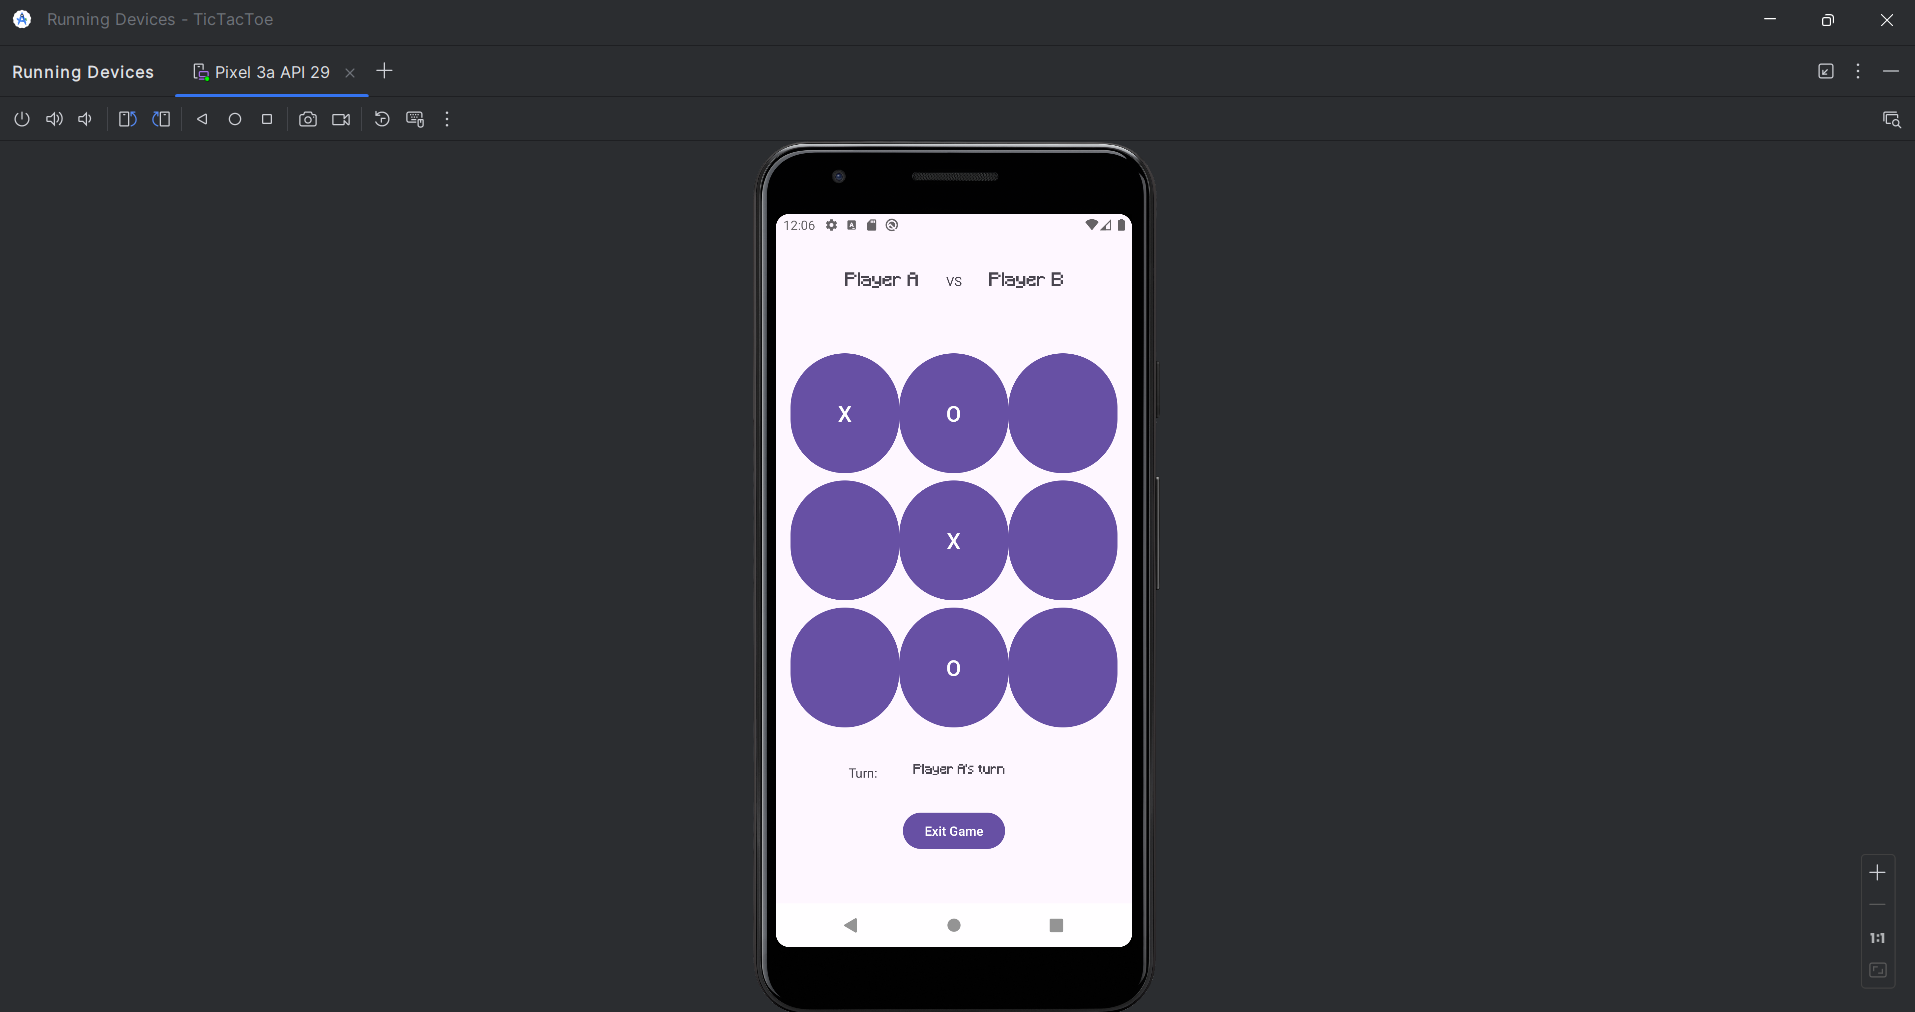 Running Devices - TicTacToe
Running Devices Pixel 3a API 29
12:06
Player A vs Player B
X O
X
O
Turn: Player A's turn
Exit Game
1:1